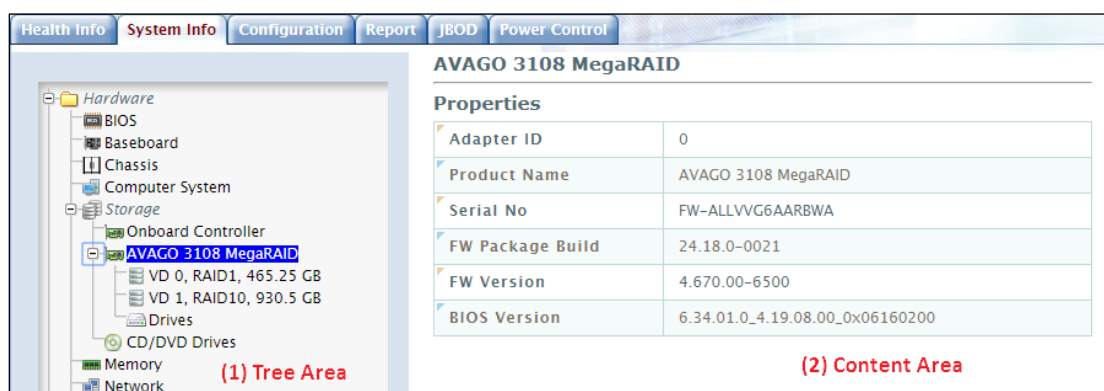 Health Info System Info Configuration Report JBOD Power Control
Hardware
BIOS
Baseboard
Chassis
Computer System
Storage
Onboard Controller
AVAGO 3108 MegaRAID
VD 0, RAID1, 465.25 GB
VD 1, RAID10, 930.5 GB
Drives
CD/DVD Drives
Memory
Network
(1) Tree Area
AVAGO 3108 MegaRAID
Properties
Adapter ID 0
Product Name AVAGO 3108 MegaRAID
Serial No FW-ALLVVG6AARBWA
FW Package Build 24.18.0-0021
FW Version 4.670.00-6500
BIOS Version 6.34.01.0_4.19.08.00_0x06160200
(2) Content Area